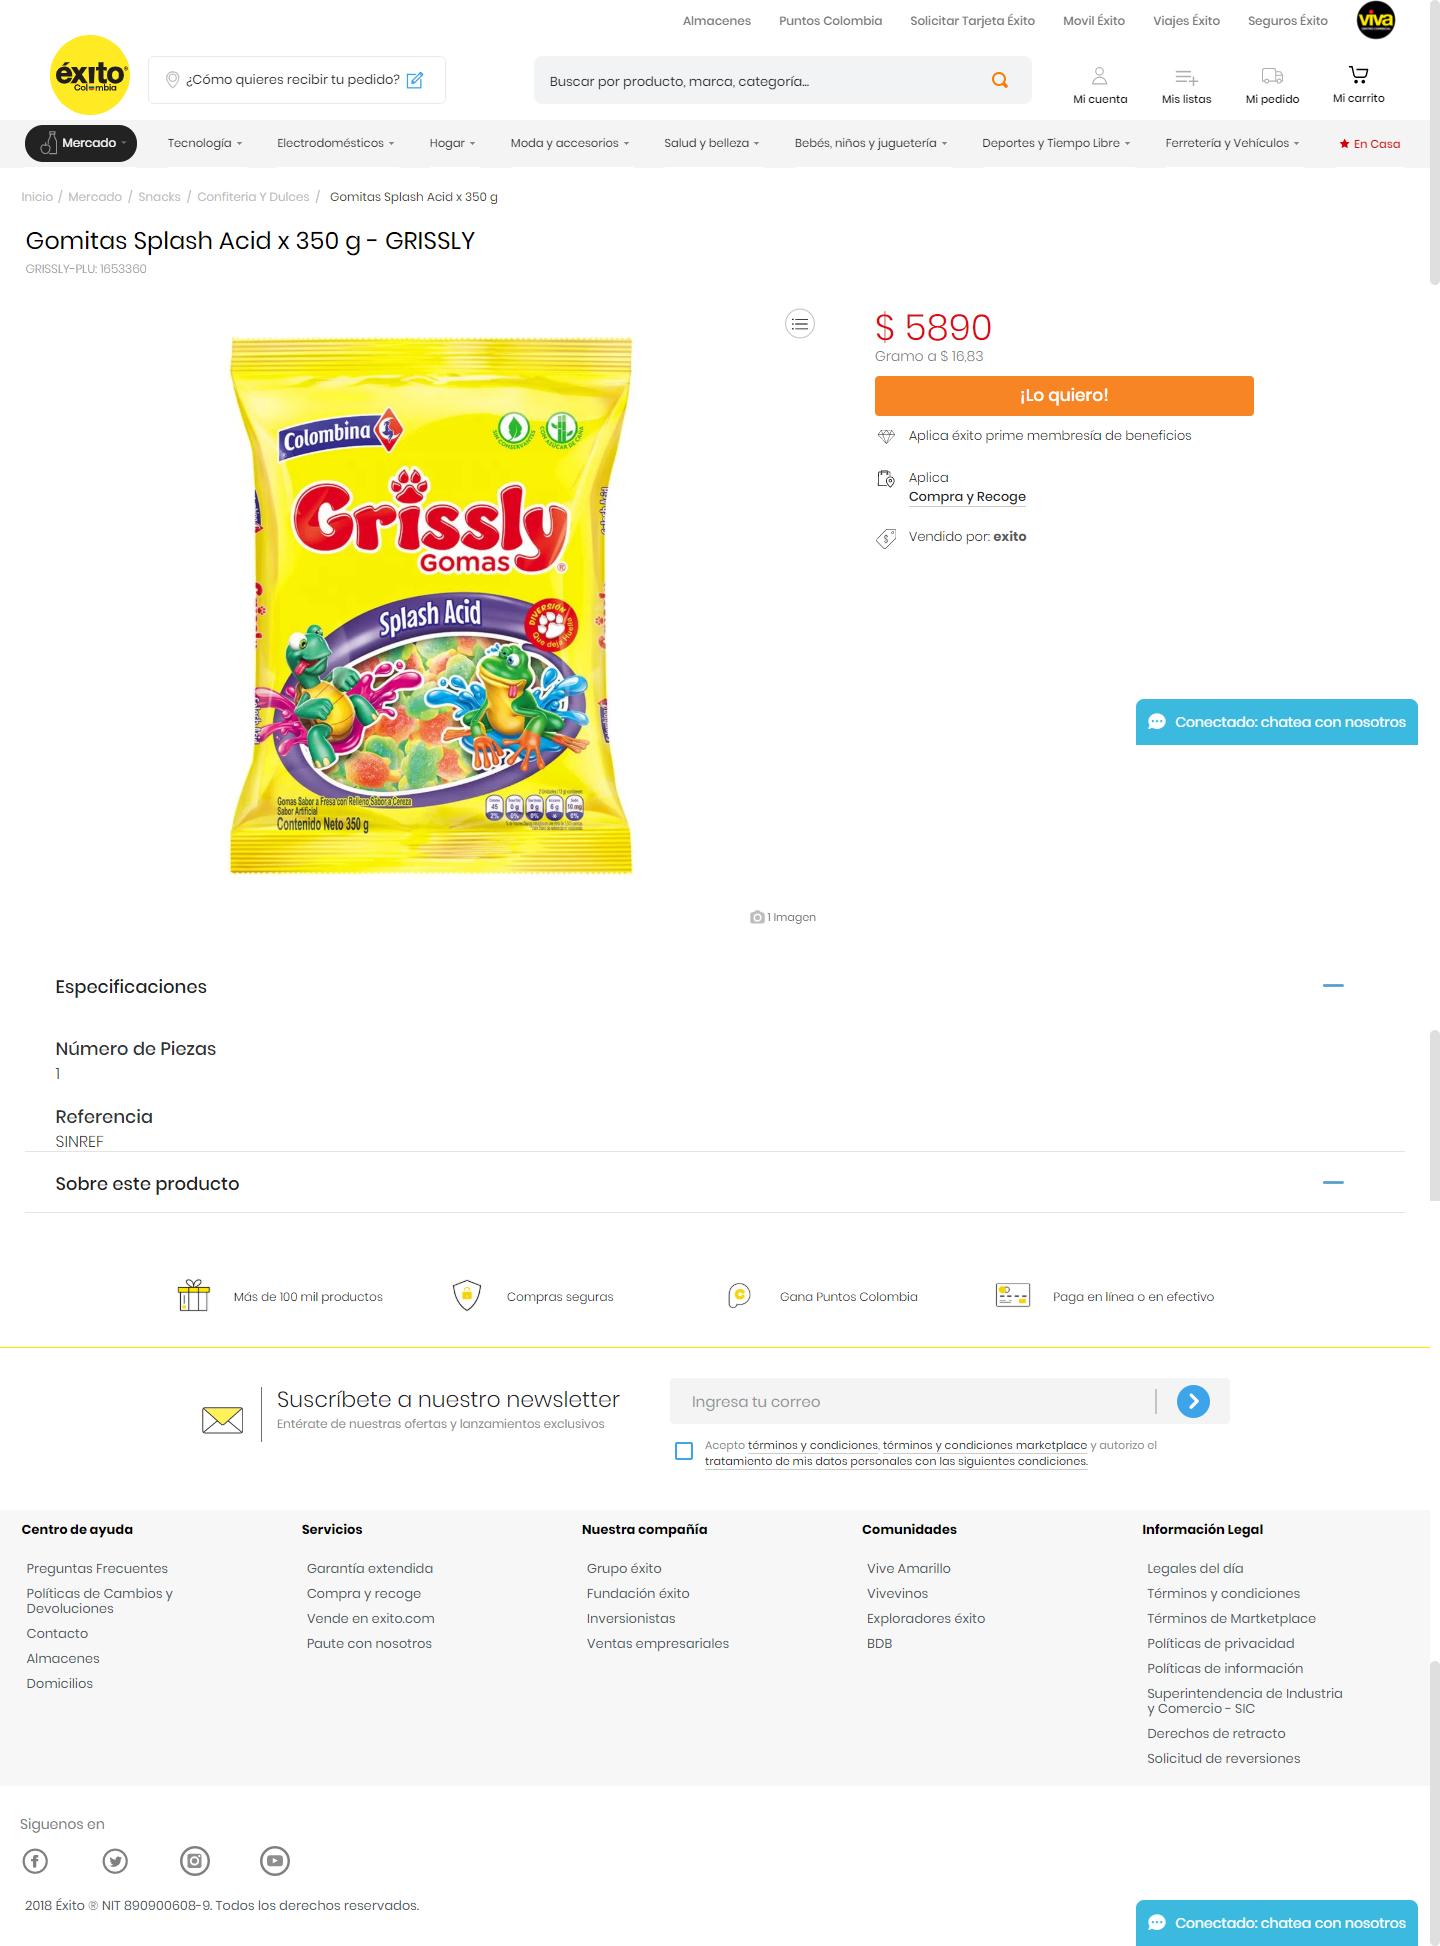 Almacenes Puntos Colombia Solicitar Tarjeta Éxito Movil Éxito Viajes Éxito Seguros Éxito viva
éxito
Colombia
¿Cómo quieres recibir tu pedido?
Buscar por producto, marca, categoría...
Mi cuenta Mis listas Mi pedido Mi carrito
Mercado Tecnología Electrodomésticos Hogar Moda y accesorios Salud y belleza Bebés, niños y juguetería Deportes y Tiempo Libre Ferretería y Vehículos En Casa
Inicio / Mercado / Snacks / Confiteria Y Dulces / Gomitas Splash Acid x 350 g
Gomitas Splash Acid x 350 g - GRISSLY
GRISSLY-PLU: 1653360
$ 5890
Gramo a $ 16,83
¡Lo quiero!
Aplica éxito prime membresía de beneficios
Aplica
Compra y Recoge
Vendido por: exito
Colombina
SIN CONSERVANTES
CON AZÚCAR DE CAÑA
Grissly
Gomas
Splash Acid
DIVERSIÓN
Que deja Huella
Gomas Sabor a Fresa con Relleno Sabor a Cereza
Sabor Artificial
Contenido Neto 350 g
1 Imagen
Conectado: chatea con nosotros
Especificaciones
Número de Piezas
1
Referencia
SINREF
Sobre este producto
Más de 100 mil productos Compras seguras Gana Puntos Colombia Paga en línea o en efectivo
Suscríbete a nuestro newsletter
Entérate de nuestras ofertas y lanzamientos exclusivos
Ingresa tu correo
Acepto términos y condiciones, términos y condiciones marketplace y autorizo el
tratamiento de mis datos personales con las siguientes condiciones.
Centro de ayuda
Preguntas Frecuentes
Políticas de Cambios y
Devoluciones
Contacto
Almacenes
Domicilios
Servicios
Garantía extendida
Compra y recoge
Vende en exito.com
Paute con nosotros
Nuestra compañía
Grupo éxito
Fundación éxito
Inversionistas
Ventas empresariales
Comunidades
Vive Amarillo
Vivevinos
Exploradores éxito
BDB
Información Legal
Legales del día
Términos y condiciones
Términos de Martketplace
Políticas de privacidad
Políticas de información
Superintendencia de Industria
y Comercio - SIC
Derechos de retracto
Solicitud de reversiones
Siguenos en
2018 Éxito ® NIT 890900608-9. Todos los derechos reservados.
Conectado: chatea con nosotros